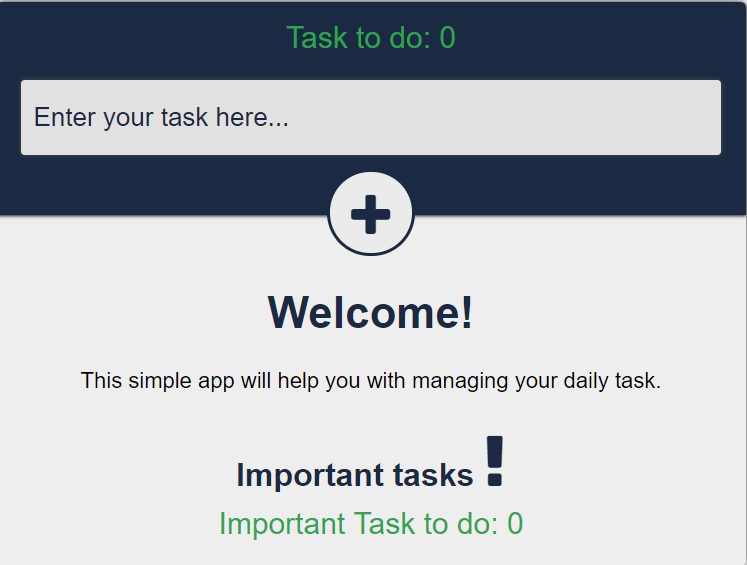 Task to do: 0
Enter your task here...
Welcome!
This simple app will help you with managing your daily task.
Important tasks !
Important Task to do: 0